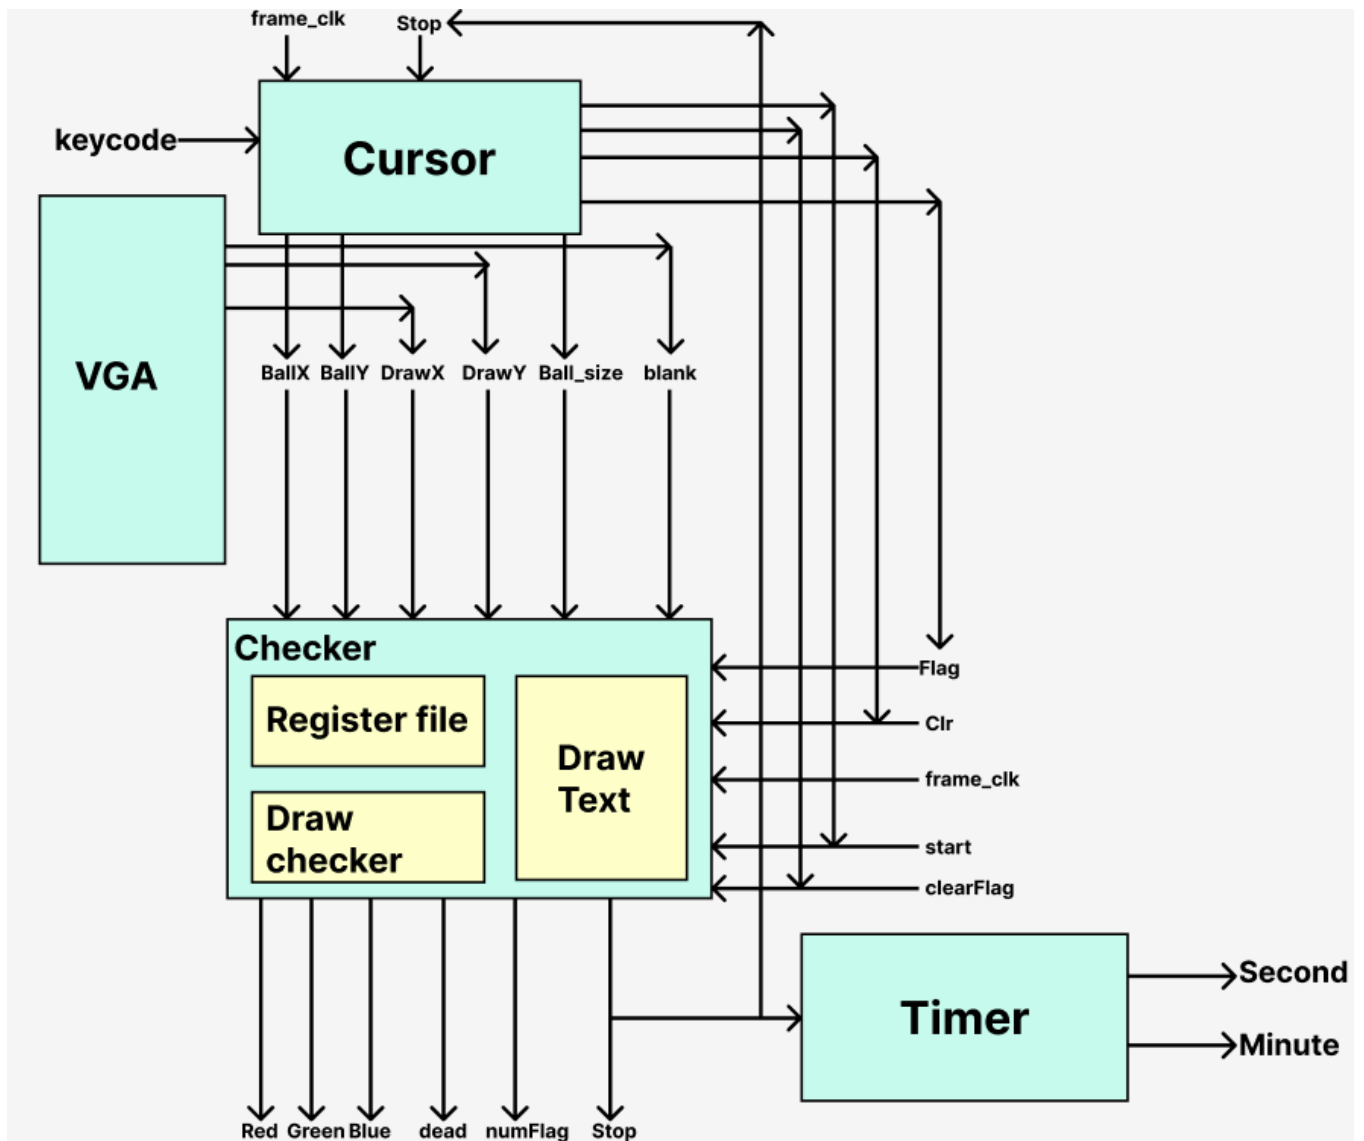 frame_clk
Stop
keycode
Cursor
VGA
BallX
BallY
DrawX
DrawY
Ball_size
blank
Checker
Register file
Draw
checker
Draw
Text
Flag
Clr
frame_clk
start
clearFlag
Timer
Second
Minute
Red
Green
Blue
dead
numFlag
Stop